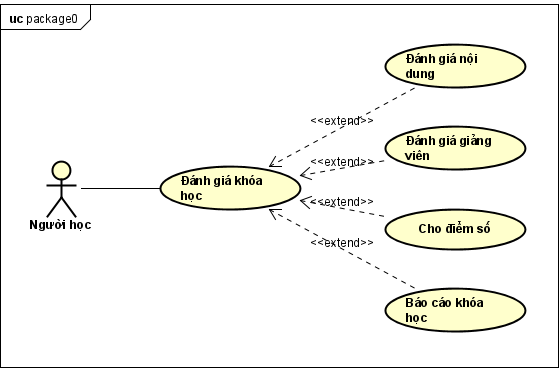 uc package0
Đánh giá nội
dung
<<extend>>
Đánh giá giảng
viên
<<extend>>
Đánh giá khóa
học
Người học
<<extend>>
Cho điểm số
<<extend>>
Báo cáo khóa
học